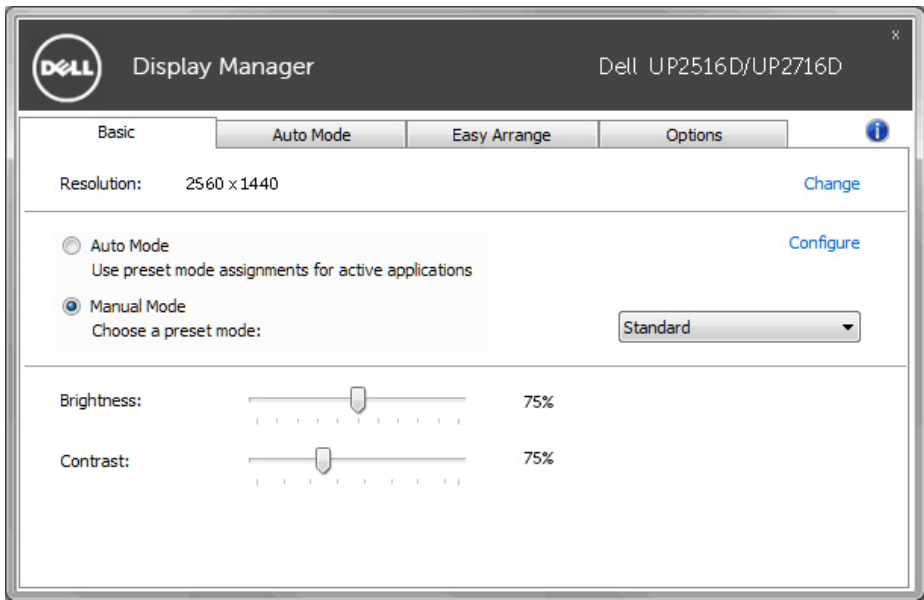 DELL
Display Manager
Dell UP2516D/UP2716D
x
Basic
Auto Mode
Easy Arrange
Options
i
Resolution: 2560 x 1440 Change
Auto Mode Configure
Use preset mode assignments for active applications
Manual Mode
Choose a preset mode: Standard
Brightness: 75%
Contrast: 75%